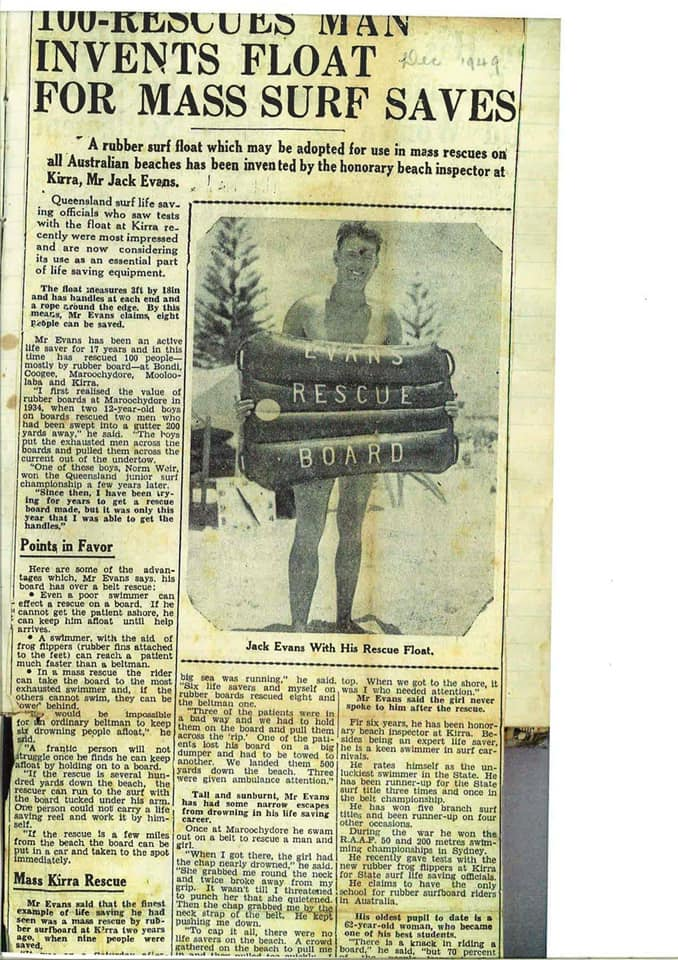 100-RESCUES MAN
INVENTS FLOAT
FOR MASS SURF SAVES
Dec 1949
A rubber surf float which may be adopted for use in mass rescues on
all Australian beaches has been invented by the honorary beach inspector at
Kirra, Mr Jack Evans.
Queensland surf life sav-
ing officials who saw tests
with the float at Kirra re-
cently were most impressed
and are now considering
its use as an essential part
of life saving equipment.
The float measures 3ft by 18in
and has handles at each end and
a rope around the edge. By this
means, Mr Evans claims, eight
people can be saved.
Mr Evans has been an active
life saver for 17 years and in this
time has rescued 100 people—
mostly by rubber board—at Bondi,
Coogee, Maroochydore, Mooloo-
laba and Kirra.
"I first realised the value of
rubber boards at Maroochydore in
1934, when two 12-year-old boys
on boards rescued two men who
had been swept into a gutter 200
yards away," he said. "The boys
put the exhausted men across the
boards and pulled them across the
current out of the undertow.
"One of these boys, Norm Weir,
won the Queensland junior surf
championship a few years later.
"Since then, I have been try-
ing for years to get a rescue
board made, but it was only this
year that I was able to get the
handles."
Points in Favor
Here are some of the advan-
tages which, Mr Evans says, his
board has over a belt rescue:
• Even a poor swimmer can
effect a rescue on a board. If he
cannot get the patient ashore, he
can keep him afloat until help
arrives.
• A swimmer, with the aid of
frog flippers (rubber fins attached
to the feet) can reach a patient
much faster than a beltman.
• In a mass rescue the rider
can take the board to the most
exhausted swimmer and, if the
others cannot swim, they can be
tower behind.
"It would be impossible
for an ordinary beltman to keep
six drowning people afloat," he
said.
"A frantic person will not
struggle once he finds he can keep
afloat by holding on to a board.
"If the rescue is several hun-
dred yards down the beach, the
rescuer can run to the surf with
the board tucked under his arm.
One person could not carry a life
saving reel and work it by him-
self.
"If the rescue is a few miles
from the beach the board can be
put in a car and taken to the spot
immediately.
Mass Kirra Rescue
Mr Evans said that the finest
example of life saving he had
seen was a mass rescue by rub-
ber surfboard at Kirra two years
ago, when nine people were
saved.
"It was on a Saturday
EVANS
RESCUE
BOARD
Jack Evans With His Rescue Float.
big sea was running," he said.
"Six life savers and myself on
rubber boards rescued eight and
the beltman one.
"Three of the patients were in
a bad way and we had to hold
them on the board and pull them
across the 'rip.' One of the pati-
ents lost his board on a big
dumper and had to be towed to
another. We landed them 500
yards down the beach. Three
were given ambulance attention."
Tall and sunburnt, Mr Evans
has had some narrow escapes
from drowning in his life saving
career.
Once at Maroochydore he swam
out on a belt to rescue a man and
girl.
"When I got there, the girl had
the chap nearly drowned," he said.
"She grabbed me round the neck
and twice broke away from my
grip. It wasn't till I threatened
to punch her that she quietened.
Then the chap grabbed me by the
neck strap of the belt. He kept
pushing me down.
"To cap it all, there were no
life savers on the beach. A crowd
gathered on the beach to pull me
in and they pulled too quickly. I
top. When we got to the shore, it
was I who needed attention."
Mr Evans said the girl never
spoke to him after the rescue.
Fir six years, he has been honor-
ary beach inspector at Kirra. Be-
sides being an expert life saver,
he is a keen swimmer in surf car-
nivals.
He rates himself as the un-
luckiest swimmer in the State. He
has been runner-up for the State
surf title three times and once in
the belt championship.
He has won five branch surf
titles and been runner-up on four
other occasions.
During the war he won the
R.A.A.F. 50 and 200 metres swim-
ming championships in Sydney.
He recently gave tests with the
new rubber frog flippers at Kirra
for State surf life saving officials.
He claims to have the only
school for rubber surfboard riders
in Australia.
His oldest pupil to date is a
62-year-old woman, who became
one of his best students.
"There is a knack in riding a
board," he said, "but 70 percent
of the